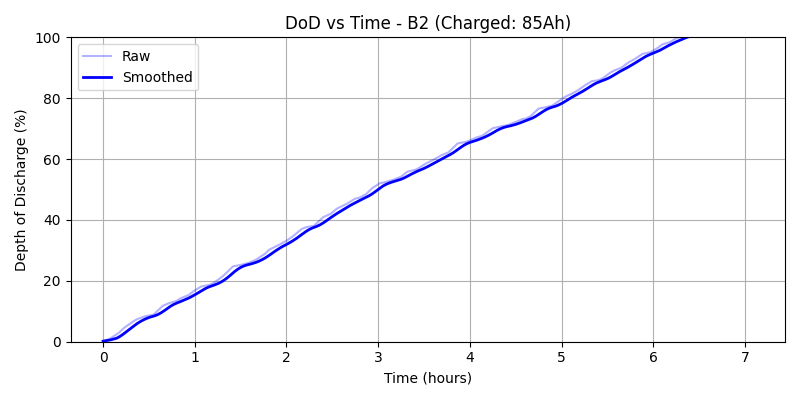 DoD vs Time - B2 (Charged: 85Ah)
Raw
Smoothed
Depth of Discharge (%)
100
80
60
40
20
0
0 1 2 3 4 5 6 7
Time (hours)